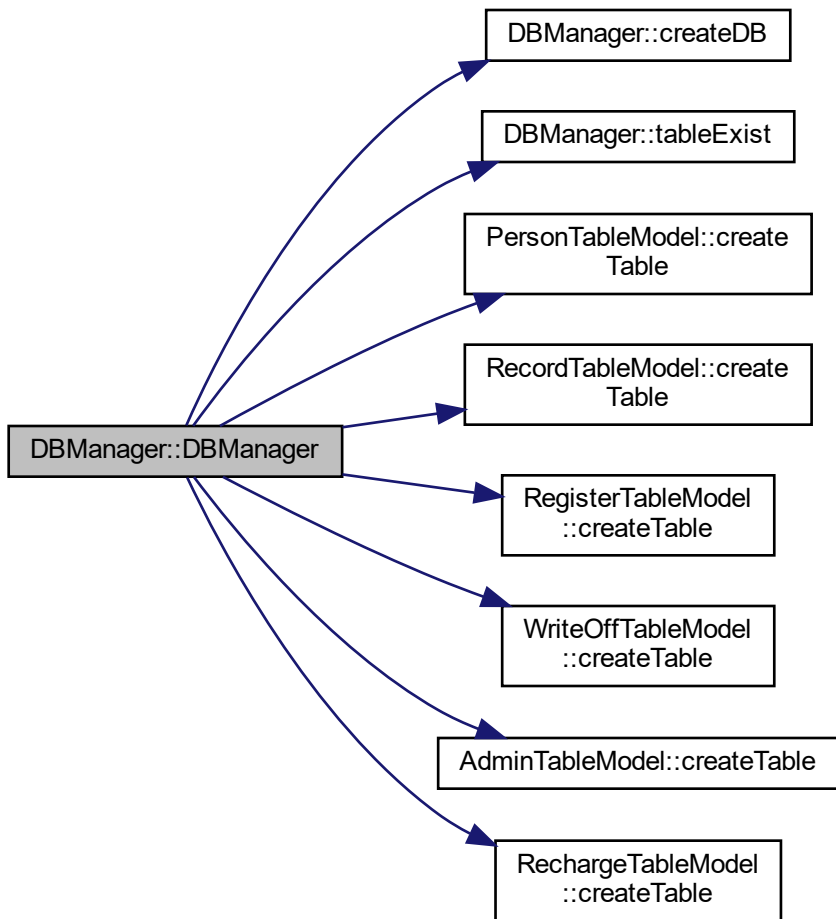 DBManager::createDB
DBManager::tableExist
PersonTableModel::create
Table
RecordTableModel::create
Table
DBManager::DBManager
RegisterTableModel
::createTable
WriteOffTableModel
::createTable
AdminTableModel::createTable
RechargeTableModel
::createTable